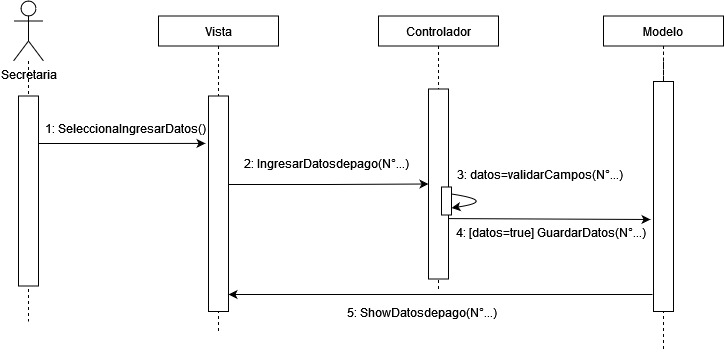 Vista
Controlador
Modelo
Secretaria
1: SeleccionaIngresarDatos()
2: IngresarDatosdepago(N°...)
3: datos=validarCampos(N°...)
4: [datos=true] GuardarDatos(N°...)
5: ShowDatosdepago(N°...)